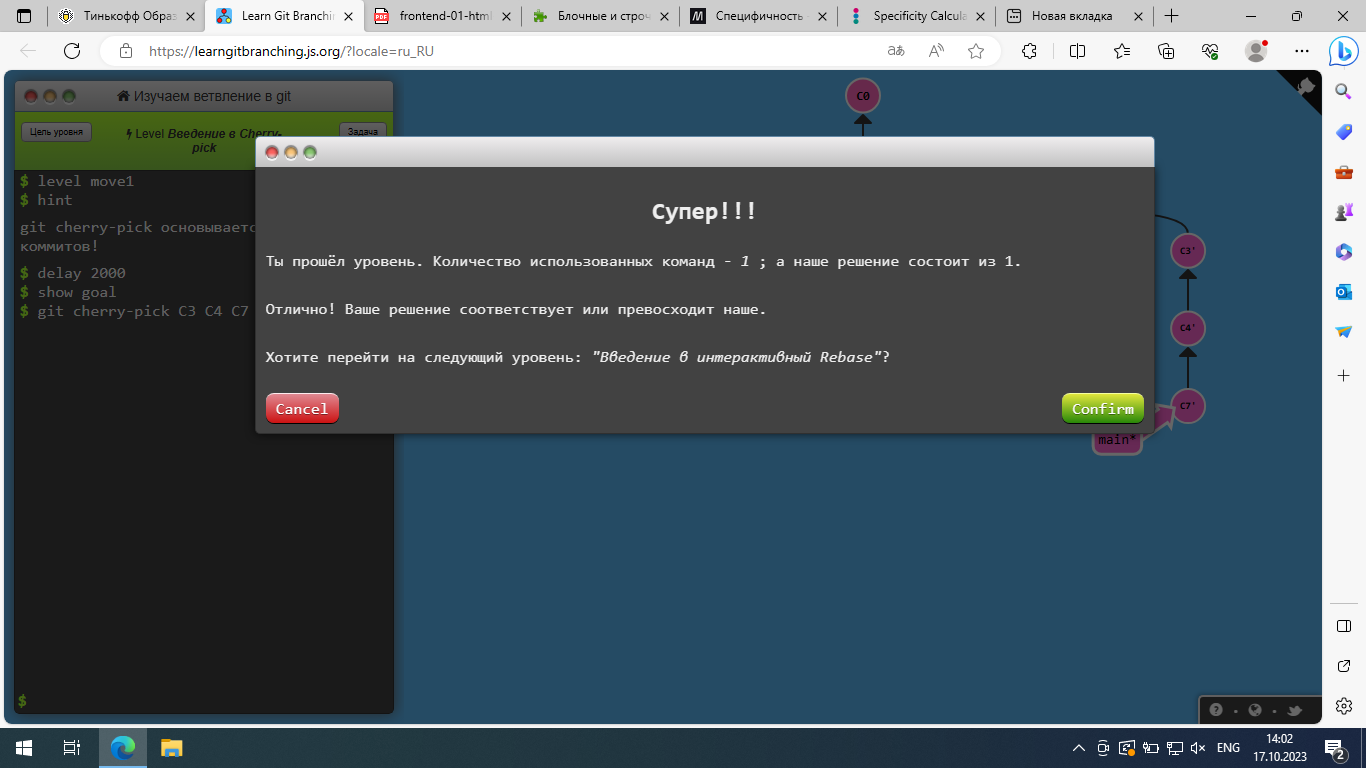 Тинькофф Образ
Learn Git Branchin
frontend-01-html
Блочные и строч
Специфичность -
Specificity Calcula
Новая вкладка
https://learngitbranching.js.org/?locale=ru_RU
Изучаем ветвление в git
Цель уровня
Level Введение в Cherry-
pick
Задача
$ level move1
$ hint
git cherry-pick основывается
коммитов!
$ delay 2000
$ show goal
$ git cherry-pick C3 C4 C7
$
C0
Супер!!!
Ты прошёл уровень. Количество использованных команд - 1 ; а наше решение состоит из 1.
Отлично! Ваше решение соответствует или превосходит наше.
Хотите перейти на следующий уровень: "Введение в интерактивный Rebase"?
Cancel
Confirm
C3'
C4'
C7'
main*
ENG
14:02
17.10.2023
2